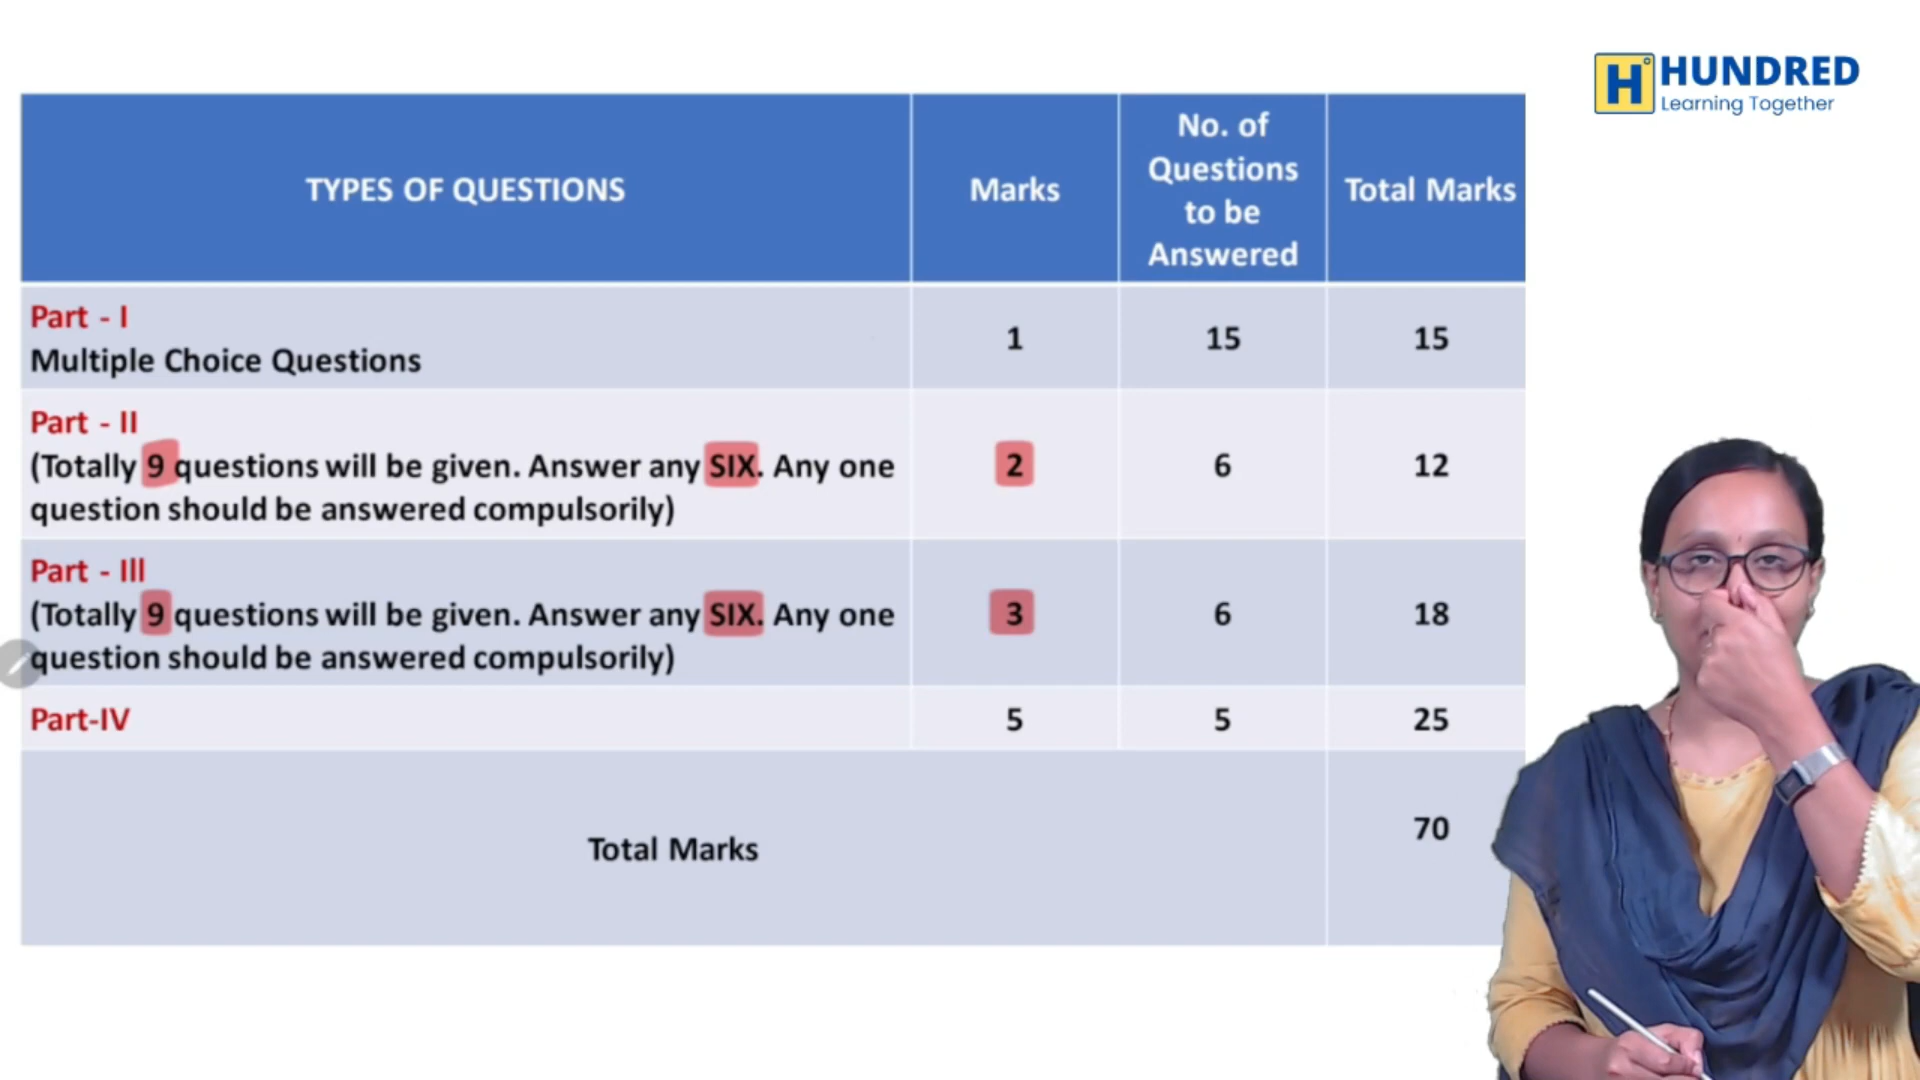 H° HUNDRED
Learning Together
TYPES OF QUESTIONS
Marks
No. of
Questions
to be
Answered
Total Marks
Part - I
Multiple Choice Questions
1
15
15
Part - II
(Totally 9 questions will be given. Answer any SIX. Any one
question should be answered compulsorily)
2
6
12
Part - III
(Totally 9 questions will be given. Answer any SIX. Any one
question should be answered compulsorily)
3
6
18
Part-IV
5
5
25
Total Marks
70